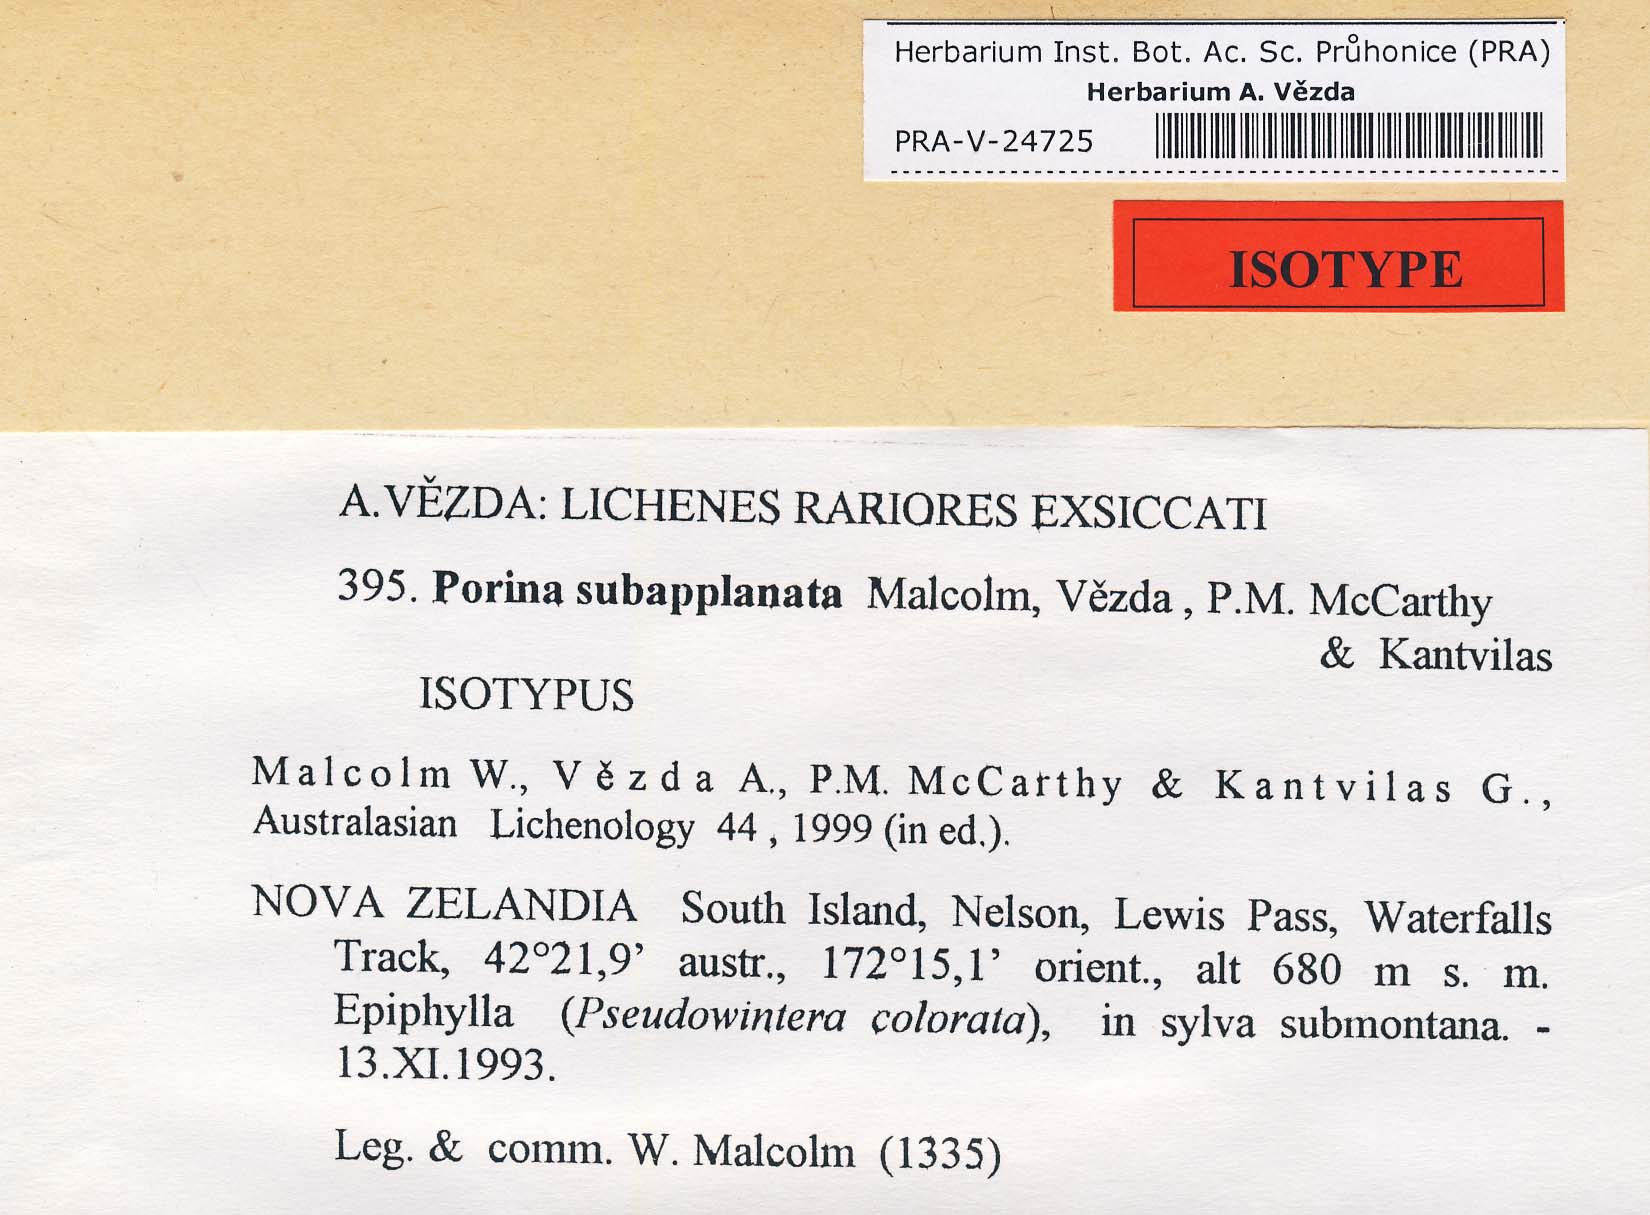 Herbarium Inst. Bot. Ac. Sc. Průhonice (PRA)
Herbarium A. Vězda
PRA-V-24725
ISOTYPE
A.VĚZDA: LICHENES RARIORES EXSICCATI
395. Porina subapplanata Malcolm, Vězda , P.M. McCarthy
& Kantvilas
ISOTYPUS
Malcolm W., Vězda A., P.M. McCarthy & Kantvilas G.,
Australasian Lichenology 44 , 1999 (in ed.).
NOVA ZELANDIA South Island, Nelson, Lewis Pass, Waterfalls
Track, 42°21,9’ austr., 172°15,1’ orient., alt 680 m s. m.
Epiphylla (Pseudowintera colorata), in sylva submontana. -
13.XI.1993.
Leg. & comm. W. Malcolm (1335)